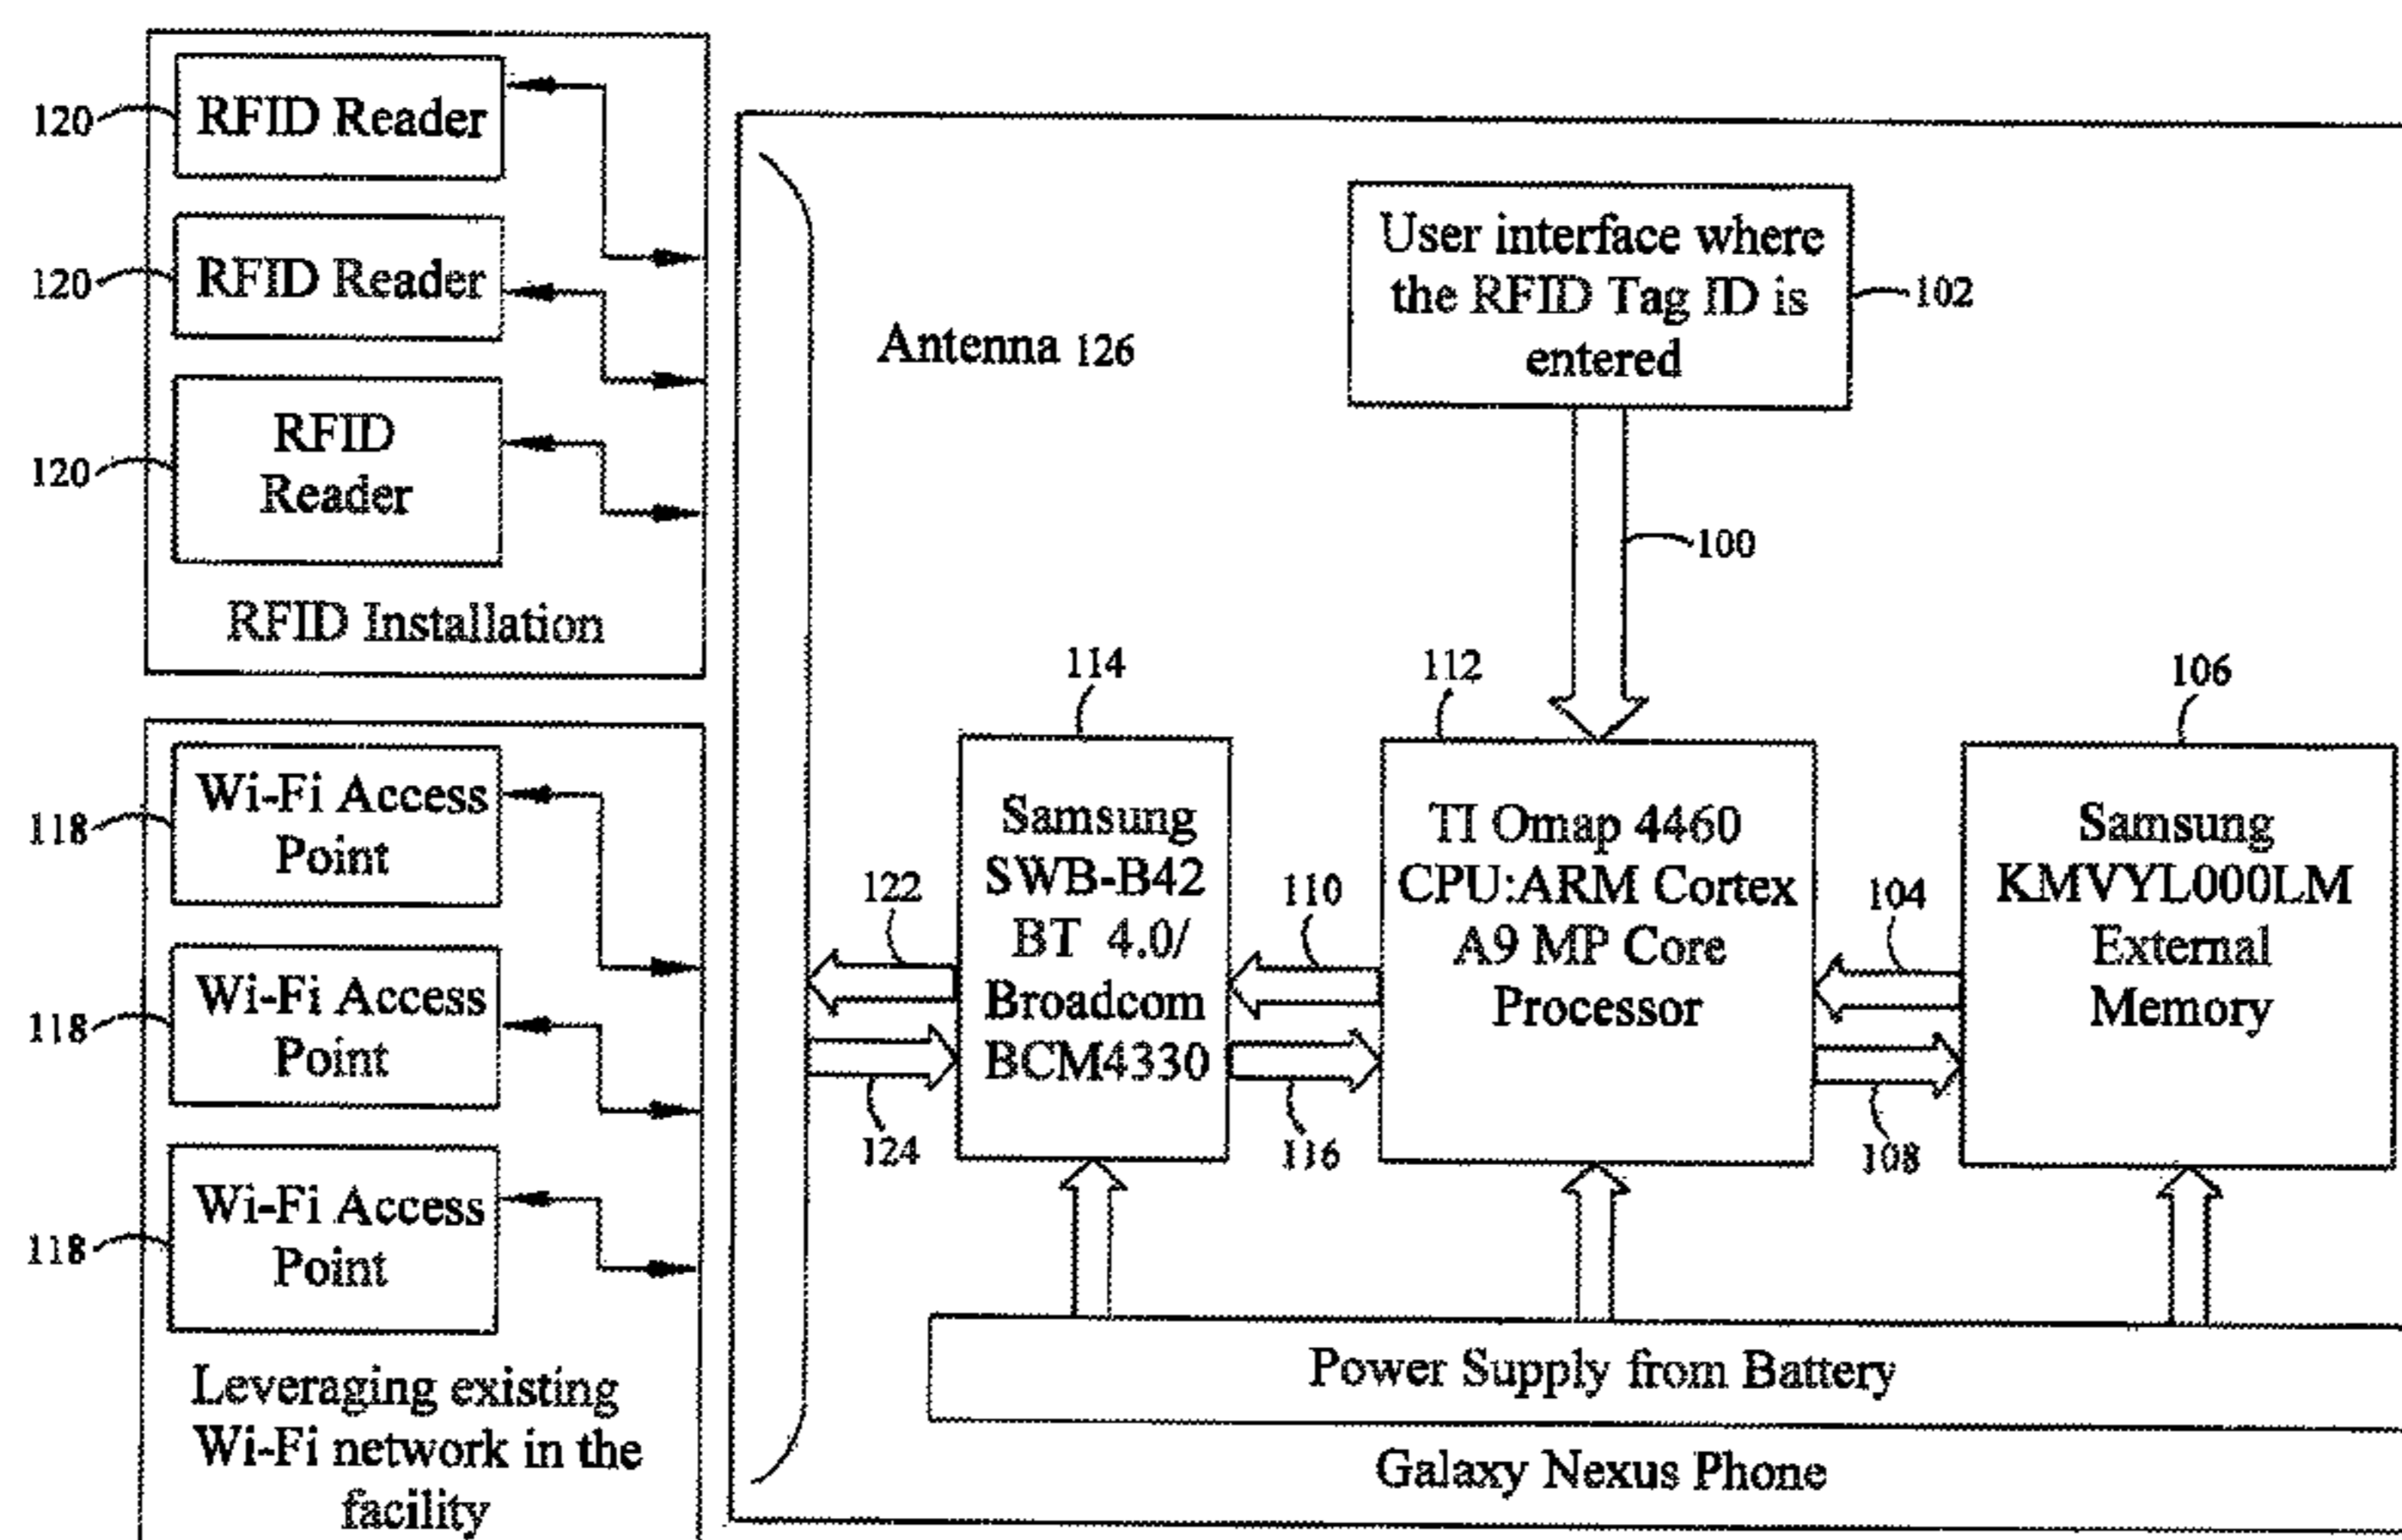 120
RFID Reader
120
RFID Reader
120
RFID
Reader
RFID Installation
118
Wi-Fi Access
Point
118
Wi-Fi Access
Point
118
Wi-Fi Access
Point
Leveraging existing
Wi-Fi network in the
facility
Antenna 126
User interface where
the RFID Tag ID is
entered
102
100
114
Samsung
SWB-B42
BT 4.0/
Broadcom
BCM4330
122
124
110
116
112
TI Omap 4460
CPU:ARM Cortex
A9 MP Core
Processor
104
108
106
Samsung
KMVYL000LM
External
Memory
Power Supply from Battery
Galaxy Nexus Phone